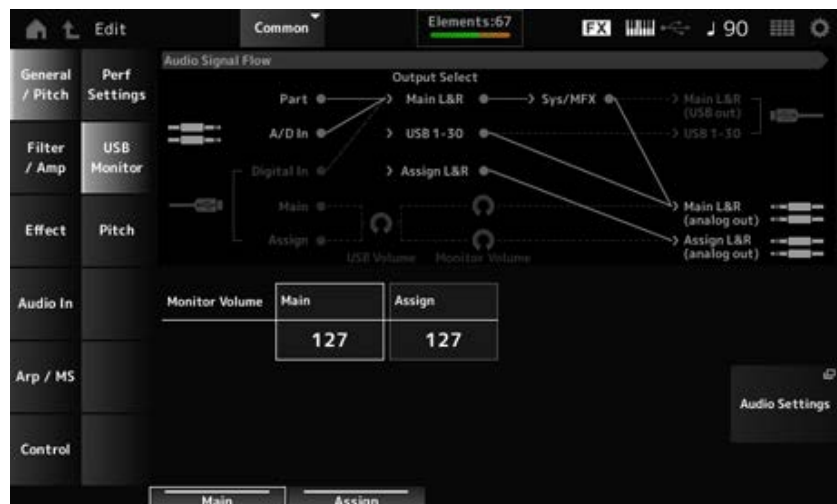 Edit
Common
Elements:67
FX
90
General / Pitch
Perf Settings
Filter / Amp
USB Monitor
Effect
Pitch
Audio In
Arp / MS
Control
Audio Signal Flow
Output Select
Part
Main L&R
Sys/MFX
Main L&R (USB out)
A/D In
USB 1-30
USB 1-30
Digital In
Assign L&R
Main
Main L&R (analog out)
Assign
Assign L&R (analog out)
USB Volume
Monitor Volume
Monitor Volume
Main
Assign
127
127
Audio Settings
Main
Assign